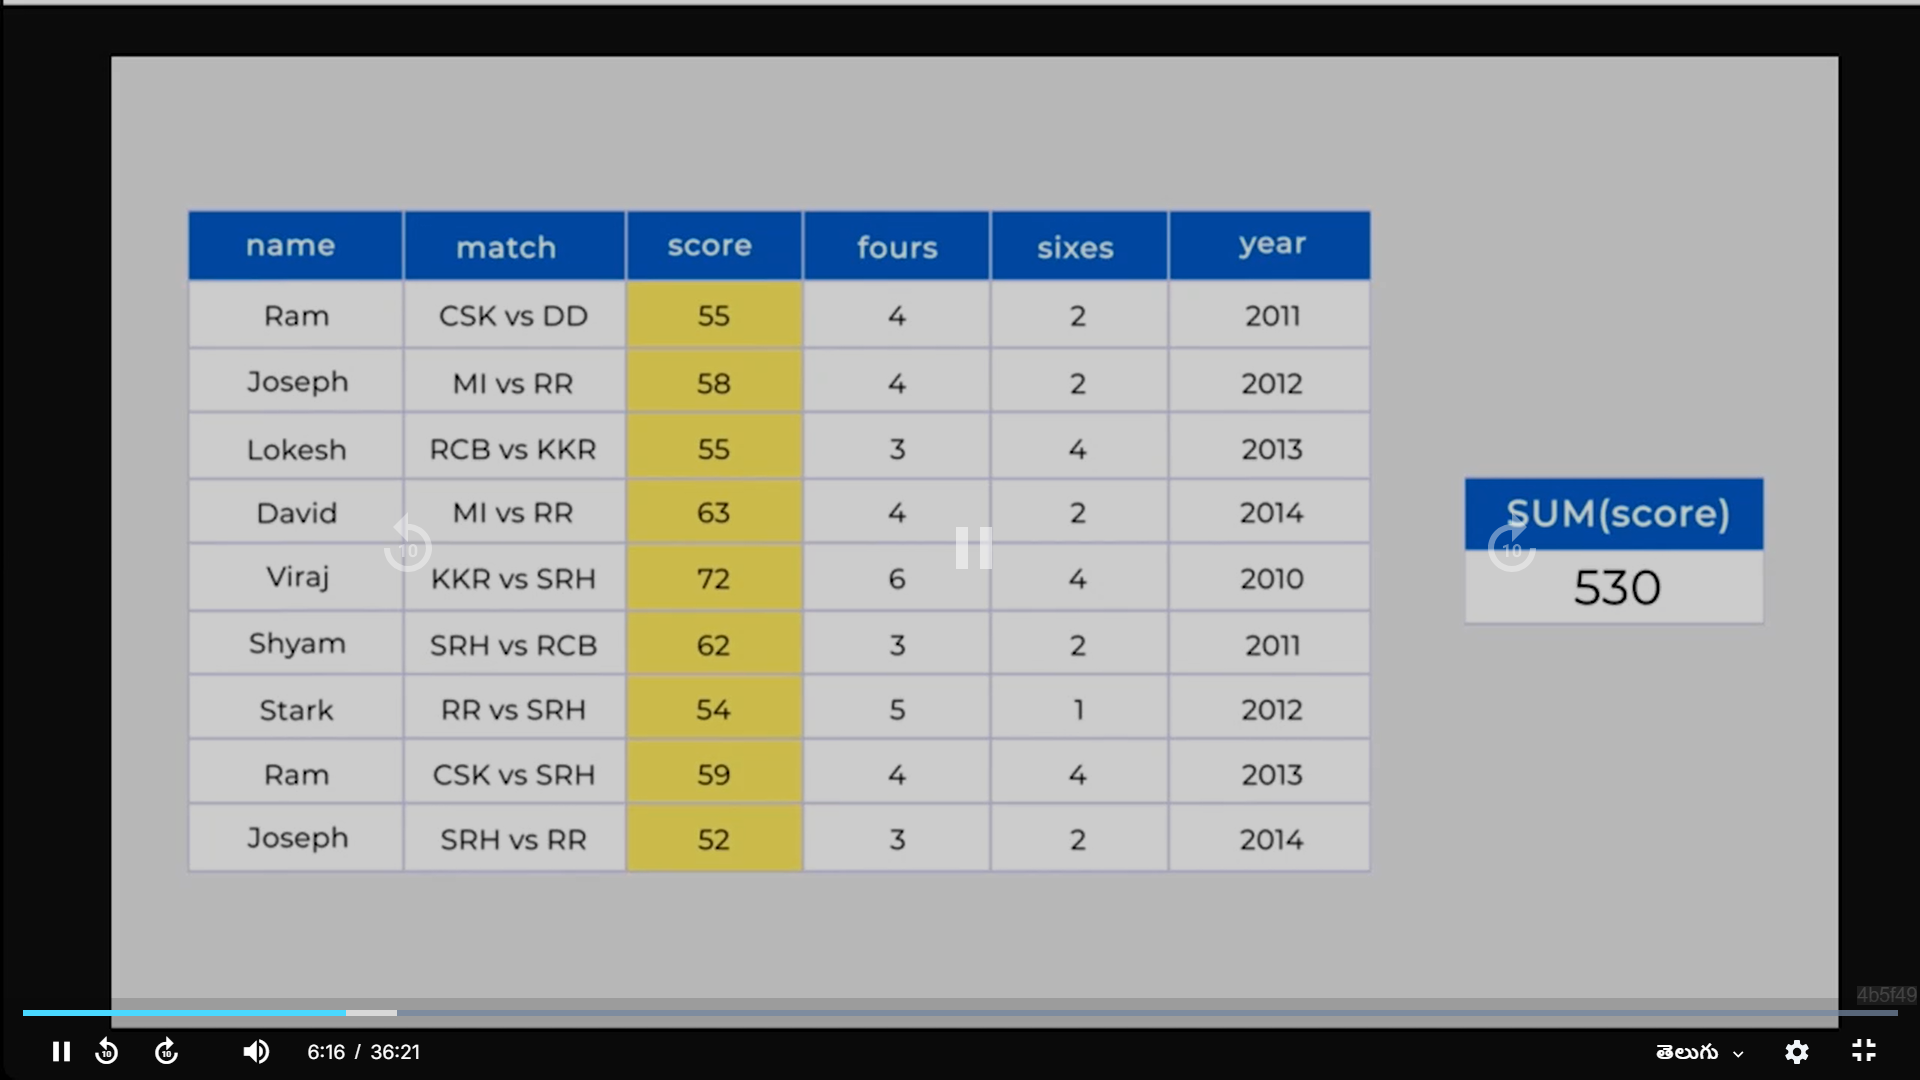 name match score fours sixes year
Ram CSK vs DD 55 4 2 2011
Joseph MI vs RR 58 4 2 2012
Lokesh RCB vs KKR 55 3 4 2013
David MI vs RR 63 4 2 2014
Viraj KKR vs SRH 72 6 4 2010
Shyam SRH vs RCB 62 3 2 2011
Stark RR vs SRH 54 5 1 2012
Ram CSK vs SRH 59 4 4 2013
Joseph SRH vs RR 52 3 2 2014
SUM(score)
530
10
10
4b5f49
10 10 6:16 / 36:21 తెలుగు